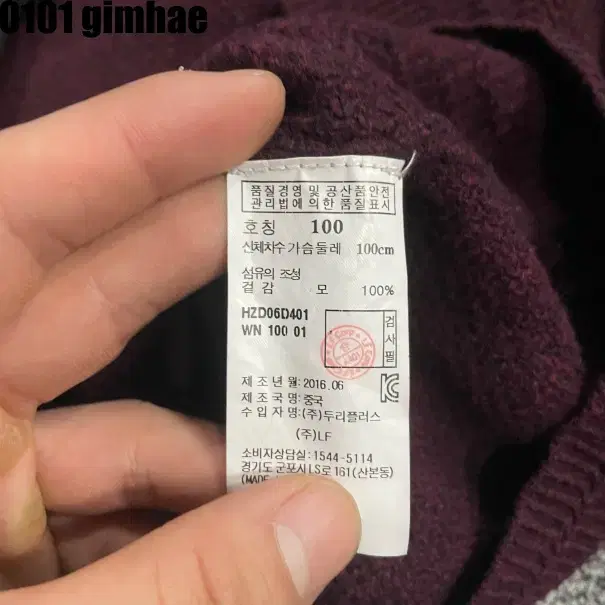 0101 gimhae
품질경영 및 공산품안전
관리법에 의한 품질표시
호칭 100
신체치수 가슴둘레 100cm
섬유의 조성
겉감 모 100%
HZD06D401
WN 100 01
검사필
제조년월:2016.06
제조국명:중국
수입자명:(주)두리플러스
(주)LF
소비자상담실:1544-5114
경기도 군포시 LS로 161(산본동)
(MADE